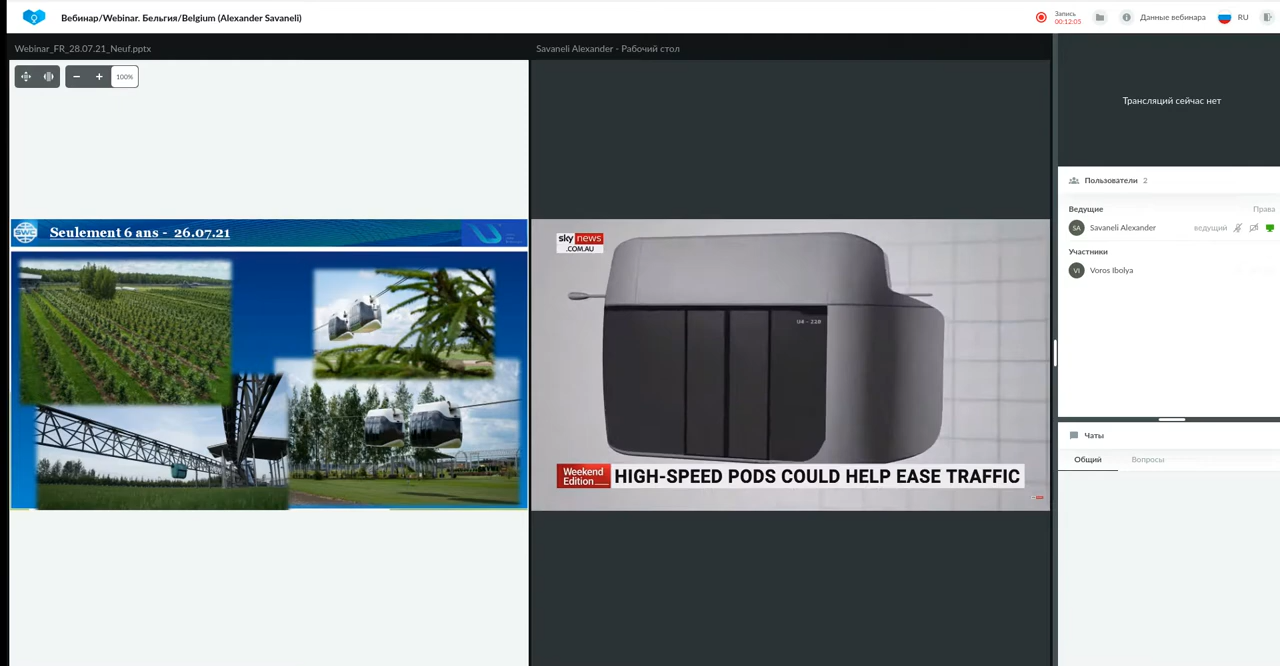 Вебинар/Webinar. Бельгия/Belgium (Alexander Savaneli)
Запись
00:12:05
Данные вебинара
RU
Webinar_FR_28.07.21_Neuf.pptx
Savaneli Alexander - Рабочий стол
100%
Трансляций сейчас нет
Пользователи 2
Ведущие
Права
SA
Savaneli Alexander
ведущий
Участники
VI
Voros Ibolya
Чаты
Общий
Вопросы
SWC
Seulement 6 ans - 26.07.21
sky news
.COM.AU
U4 - 220
Weekend
Edition
HIGH-SPEED PODS COULD HELP EASE TRAFFIC